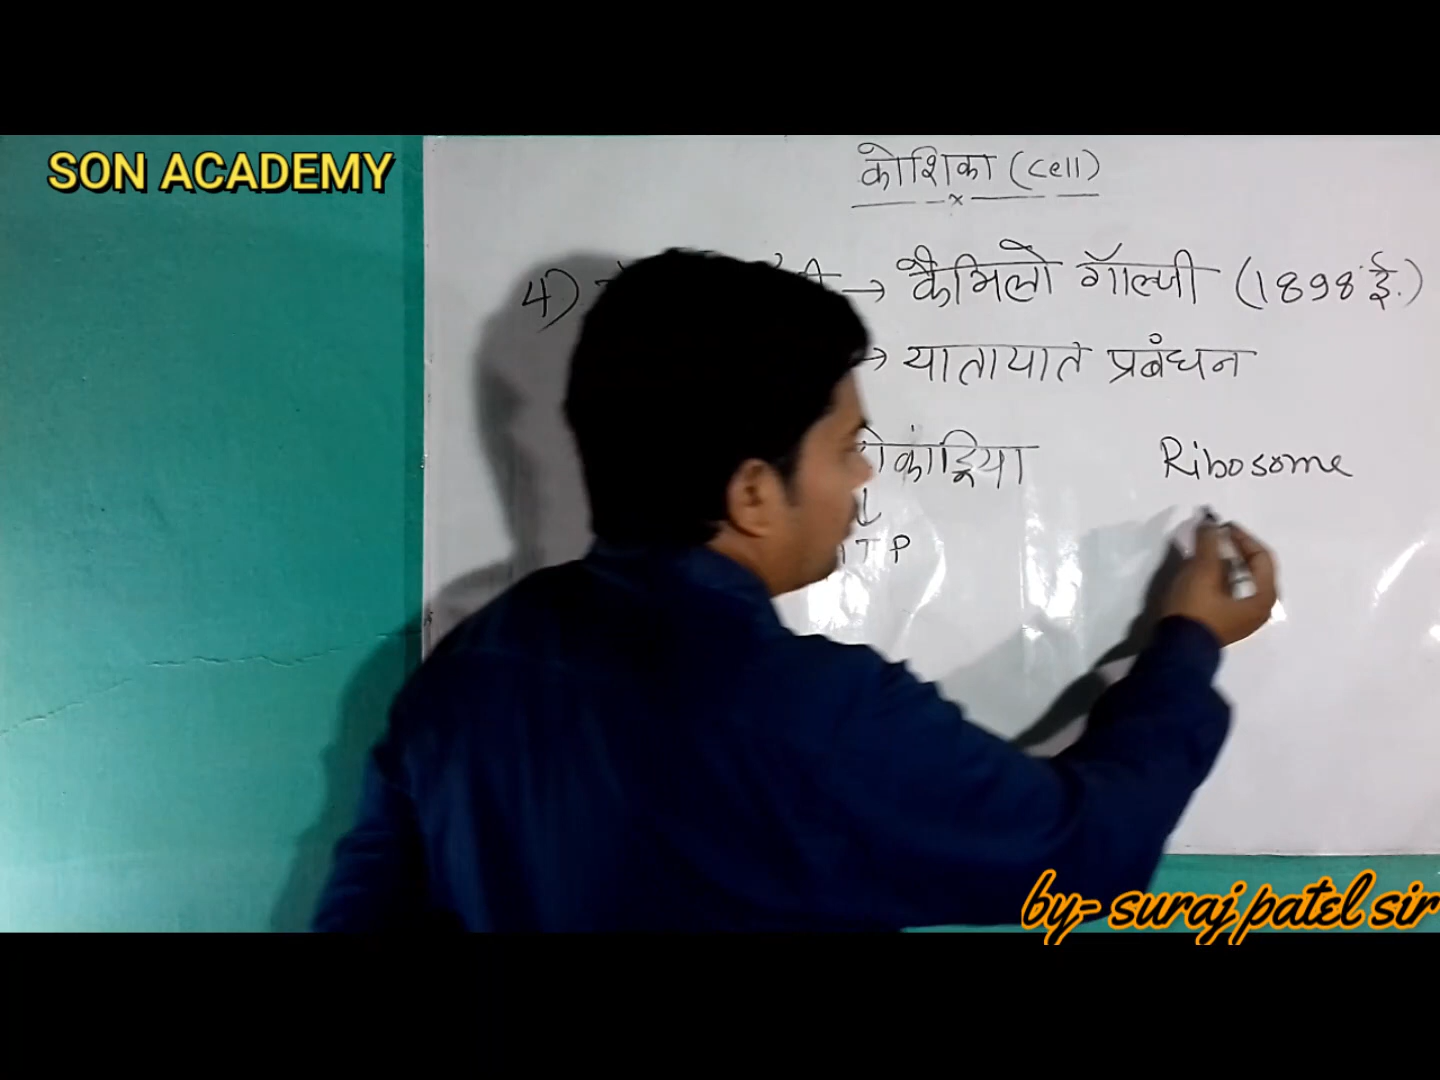 SON ACADEMY
कोशिका (Cell)
4) → कैमिलो गॉल्जी (1898 ई.)
→ यातायात प्रबंधन
Ribosome
TP
by- suraj patel sir